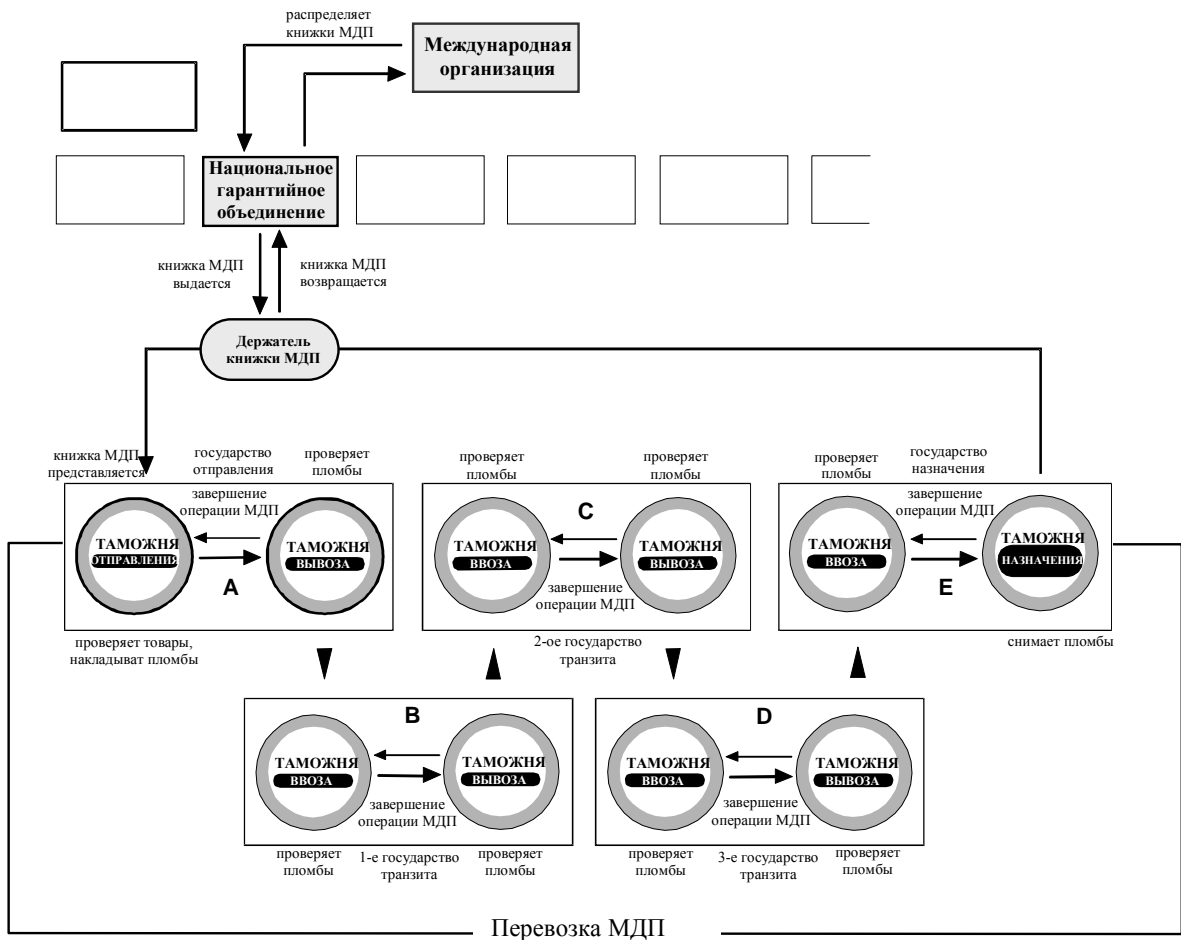 распределяет
книжки МДП
Международная
организация
Национальное
гарантийное
объединение
книжка МДП
выдается
книжка МДП
возвращается
Держатель
книжки МДП
книжка МДП
представляется
государство
отправления
проверяет
пломбы
завершение
операции МДП
ТАМОЖНЯ
ОТПРАВЛЕНИЯ
ТАМОЖНЯ
ВЫВОЗА
A
проверяет товары,
накладыват пломбы
проверяет
пломбы
проверяет
пломбы
C
ТАМОЖНЯ
ВВОЗА
ТАМОЖНЯ
ВЫВОЗА
завершение
операции МДП
2-ое государство
транзита
проверяет
пломбы
государство
назначения
завершение
операции МДП
ТАМОЖНЯ
ВВОЗА
ТАМОЖНЯ
НАЗНАЧЕНИЯ
E
снимает пломбы
B
ТАМОЖНЯ
ВВОЗА
ТАМОЖНЯ
ВЫВОЗА
завершение
операции МДП
проверяет
пломбы
1-е государство
транзита
проверяет
пломбы
D
ТАМОЖНЯ
ВВОЗА
ТАМОЖНЯ
ВЫВОЗА
завершение
операции МДП
проверяет
пломбы
3-е государство
транзита
проверяет
пломбы
Перевозка МДП